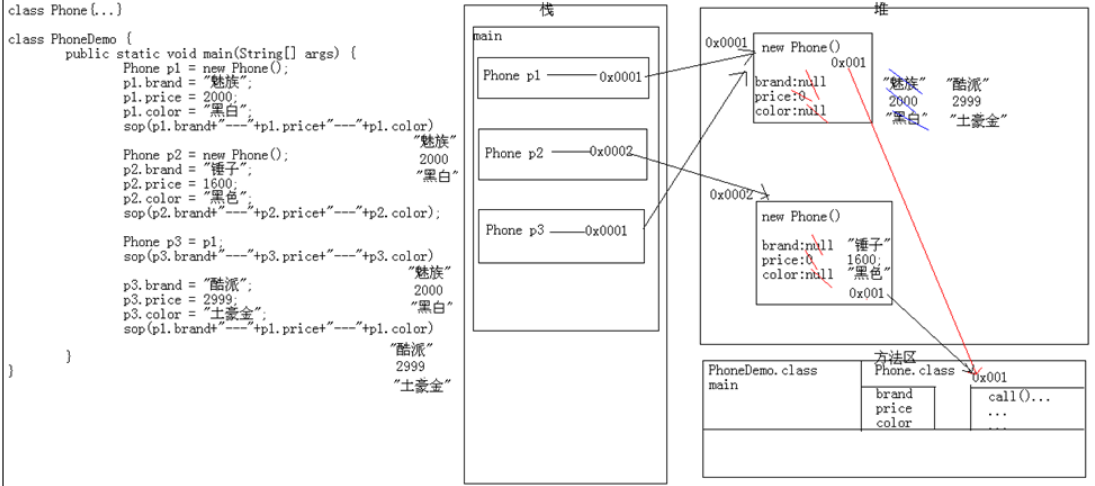 class Phone{...}
class PhoneDemo {
public static void main(String[] args) {
Phone p1 = new Phone();
p1.brand = "魅族";
p1.price = 2000;
p1.color = "黑白";
sop(p1.brand+"---"+p1.price+"---"+p1.color)
"魅族"
2000
"黑白
Phone p2 = new Phone();
p2.brand = "锤子";
p2.price = 1600;
p2.color = "黑色";
sop(p2.brand+"---"+p2.price+"---"+p2.color);
Phone p3 = p1;
sop(p3.brand+"---"+p3.price+"---"+p3.color)
"魅族"
2000
"黑白
p3.brand = "酷派";
p3.price = 2999;
p3.color = "土豪金";
sop(p1.brand+"---"+p1.price+"---"+p1.color)
"酷派"
2999
"土豪金"
}
}
栈
main
Phone p1
0x0001
Phone p2
0x0002
Phone p3
0x0001
堆
0x0001
new Phone()
0x001
brand:null
price:0
color:null
"魅族"
2000
"黑白"
"酷派"
2999
"土豪金"
0x0002
new Phone()
brand:null "锤子"
price:0 1600;
color:null "黑色"
0x001
方法区
PhoneDemo.class
main
Phone.class
brand
price
color
0x001
call()...
...
...